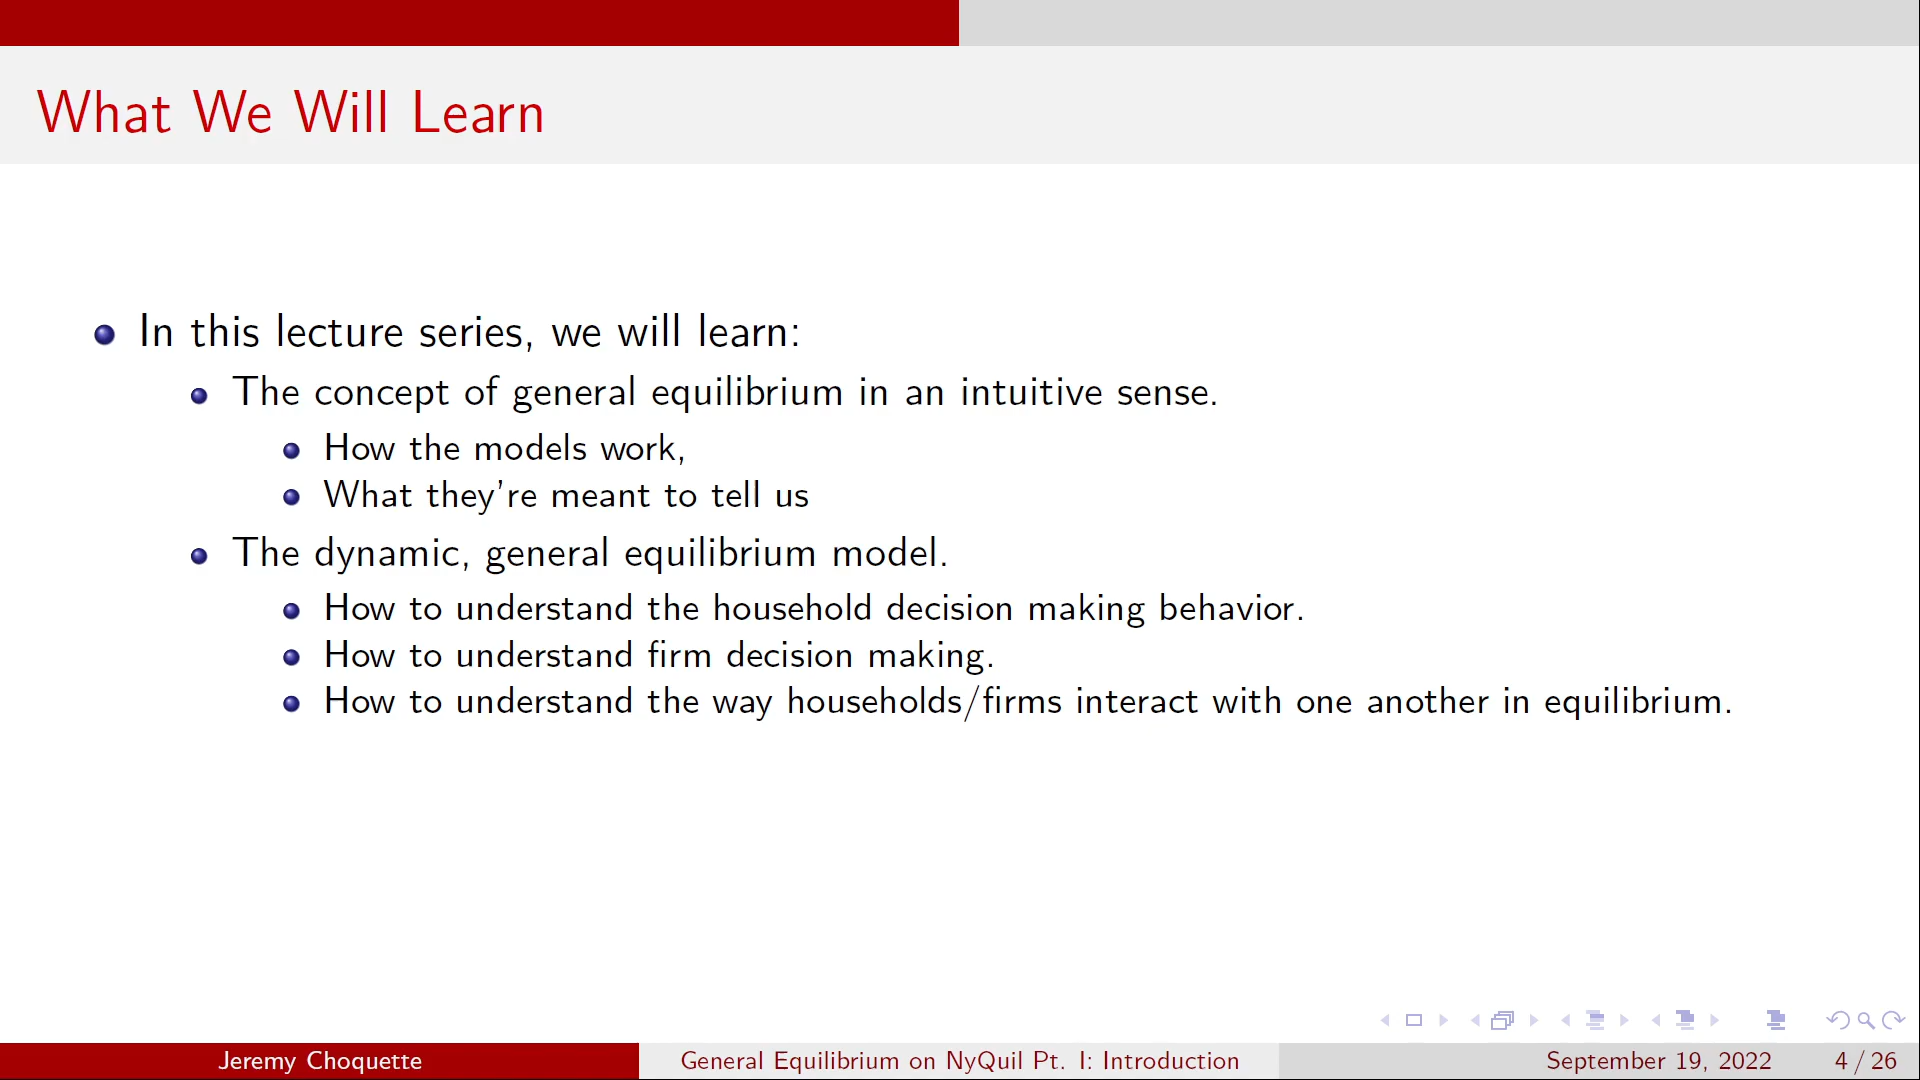 What We Will Learn
In this lecture series, we will learn:
The concept of general equilibrium in an intuitive sense.
How the models work,
What they're meant to tell us
The dynamic, general equilibrium model.
How to understand the household decision making behavior.
How to understand firm decision making.
How to understand the way households/firms interact with one another in equilibrium.
Jeremy Choquette
General Equilibrium on NyQuil Pt. I: Introduction
September 19, 2022
4 / 26